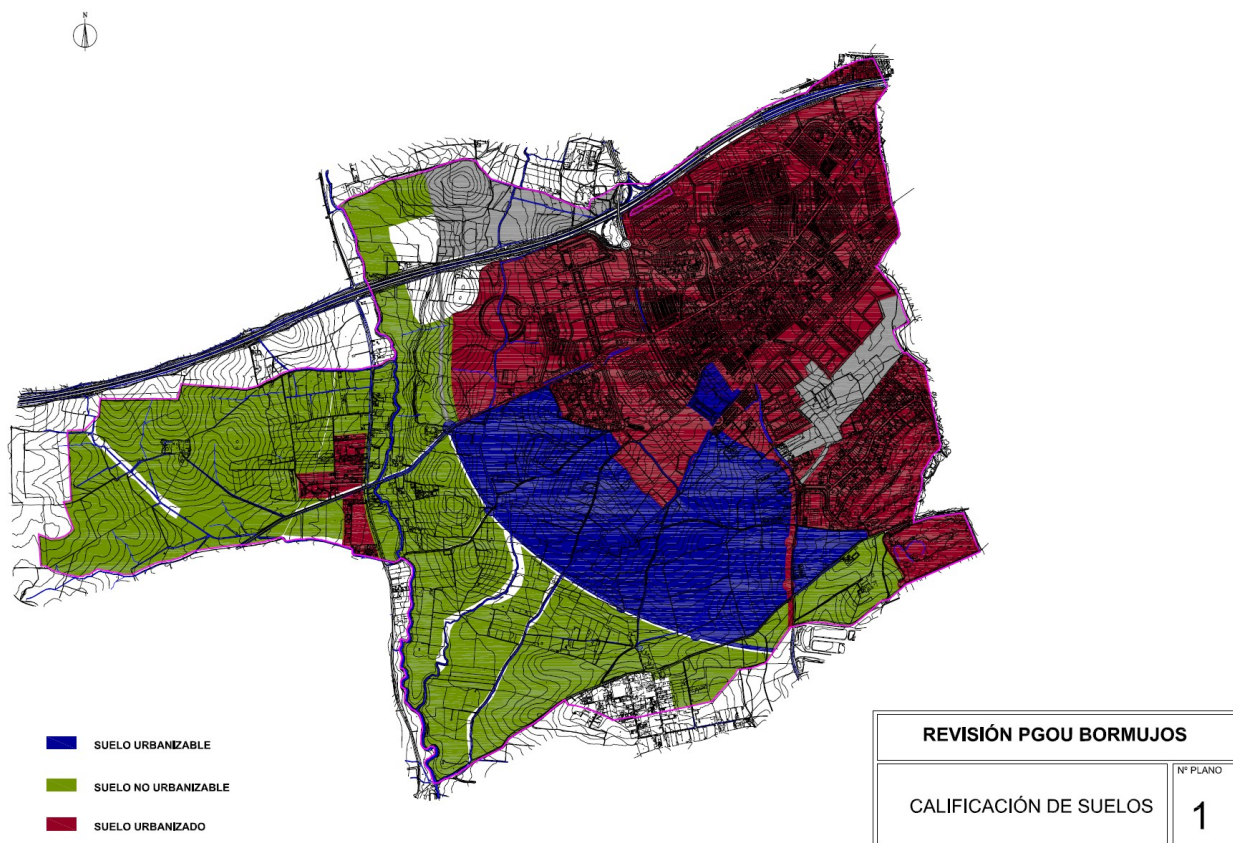 N
SUELO URBANIZABLE
SUELO NO URBANIZABLE
SUELO URBANIZADO
REVISIÓN PGOU BORMUJOS
CALIFICACIÓN DE SUELOS
Nº PLANO
1